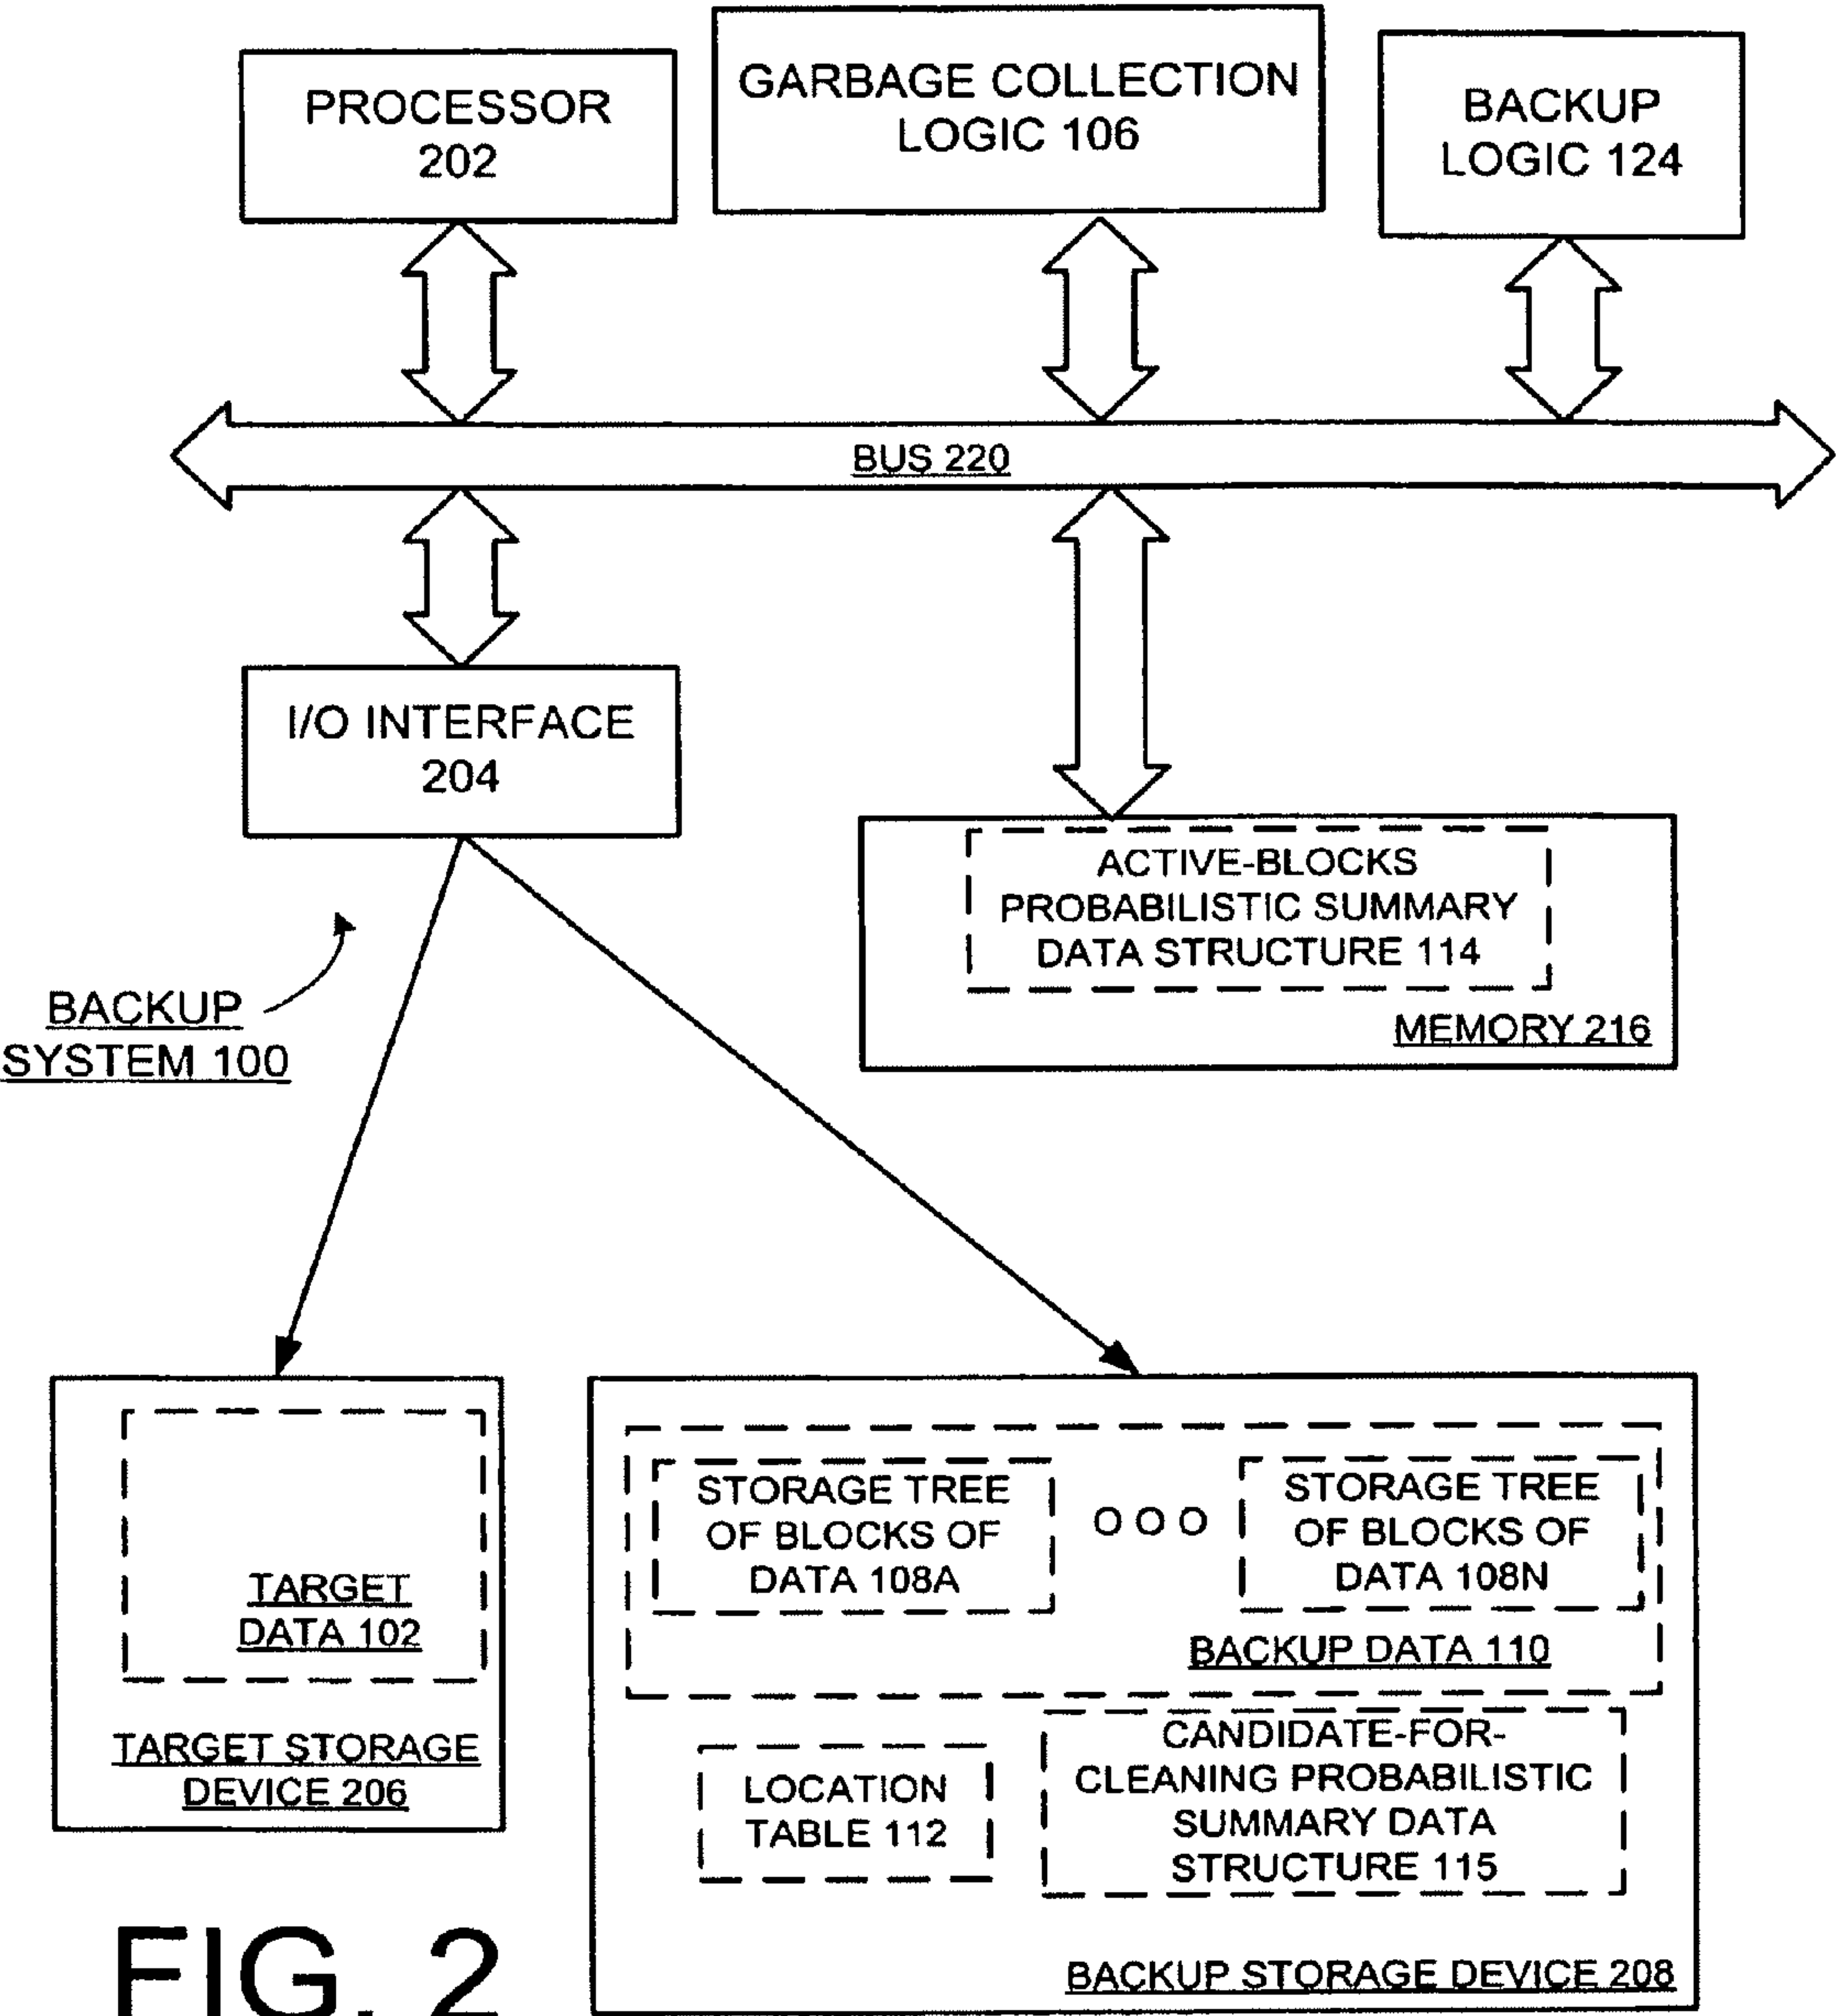 PROCESSOR
202
GARBAGE COLLECTION
LOGIC 106
BACKUP
LOGIC 124
BUS 220
I/O INTERFACE
204
ACTIVE-BLOCKS
PROBABILISTIC SUMMARY
DATA STRUCTURE 114
MEMORY 216
BACKUP
SYSTEM 100
TARGET
DATA 102
TARGET STORAGE
DEVICE 206
STORAGE TREE
OF BLOCKS OF
DATA 108A
OOO
STORAGE TREE
OF BLOCKS OF
DATA 108N
BACKUP DATA 110
LOCATION
TABLE 112
CANDIDATE-FOR-
CLEANING PROBABILISTIC
SUMMARY DATA
STRUCTURE 115
BACKUP STORAGE DEVICE 208
FIG. 2